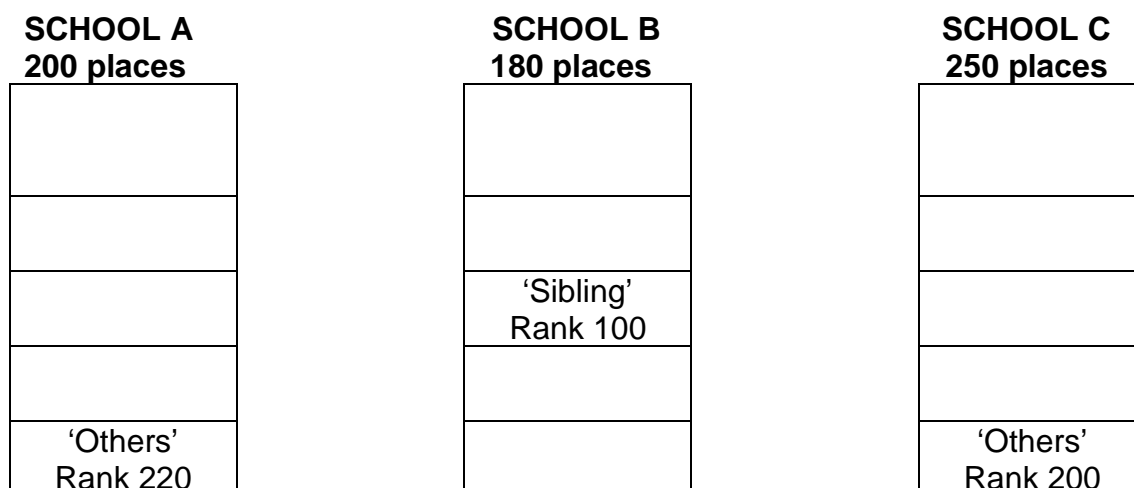 SCHOOL A
200 places
SCHOOL B
180 places
SCHOOL C
250 places
‘Sibling’
Rank 100
‘Others’
Rank 220
‘Others’
Rank 200